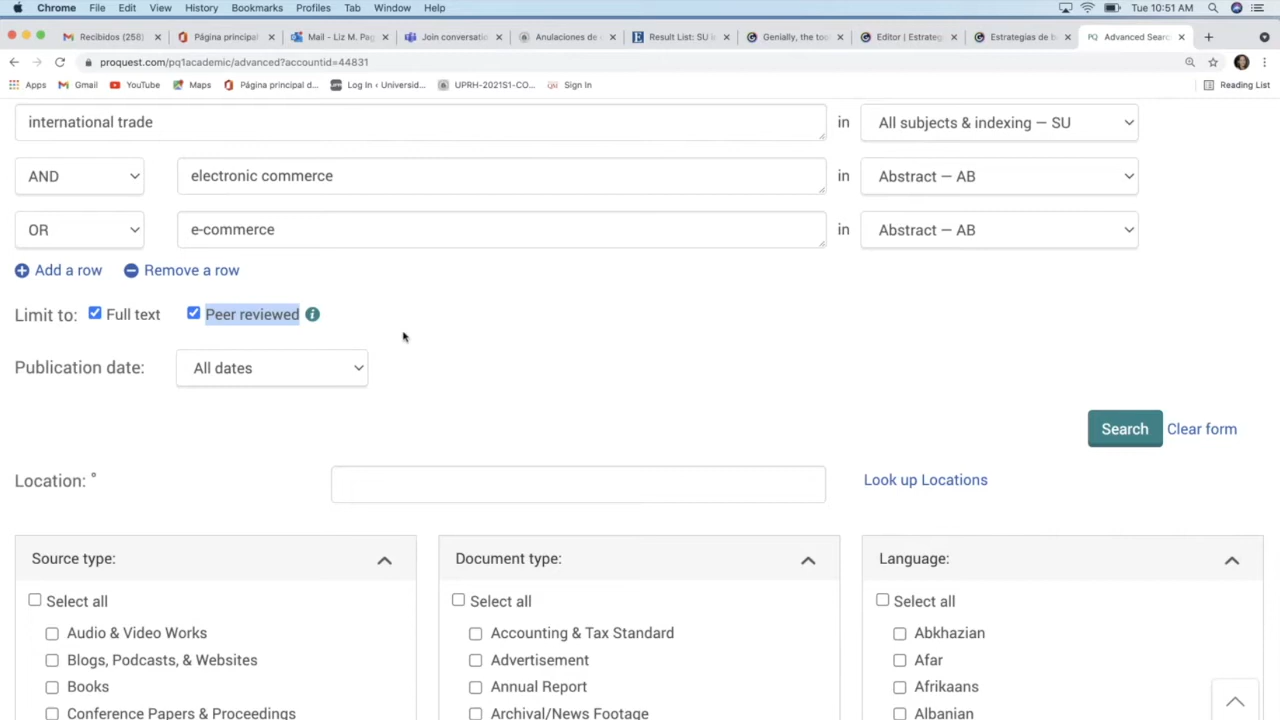 Chrome File Edit View History Bookmarks Profiles Tab Window Help Tue 10:51 AM
Recibidos (258) Página principal Mail - Liz M. Pag Join conversatio Anulaciones de Result List: SU i Genially, the too Editor | Estrateg Estrategias de b PQ Advanced Searc
proquest.com/pq1academic/advanced?accountid=44831
Apps Gmail YouTube Maps Página principal d... Log In ‹ Universid... UPRH-2021S1-CO... Sign In Reading List
international trade in All subjects & indexing — SU
AND electronic commerce in Abstract — AB
OR e-commerce in Abstract — AB
Add a row Remove a row
Limit to: Full text Peer reviewed i
Publication date: All dates
Search Clear form
Location: ° Look up Locations
Source type: Document type: Language:
Select all Select all Select all
Audio & Video Works Accounting & Tax Standard Abkhazian
Blogs, Podcasts, & Websites Advertisement Afar
Books Annual Report Afrikaans
Conference Papers & Proceedings Archival/News Footage Albanian